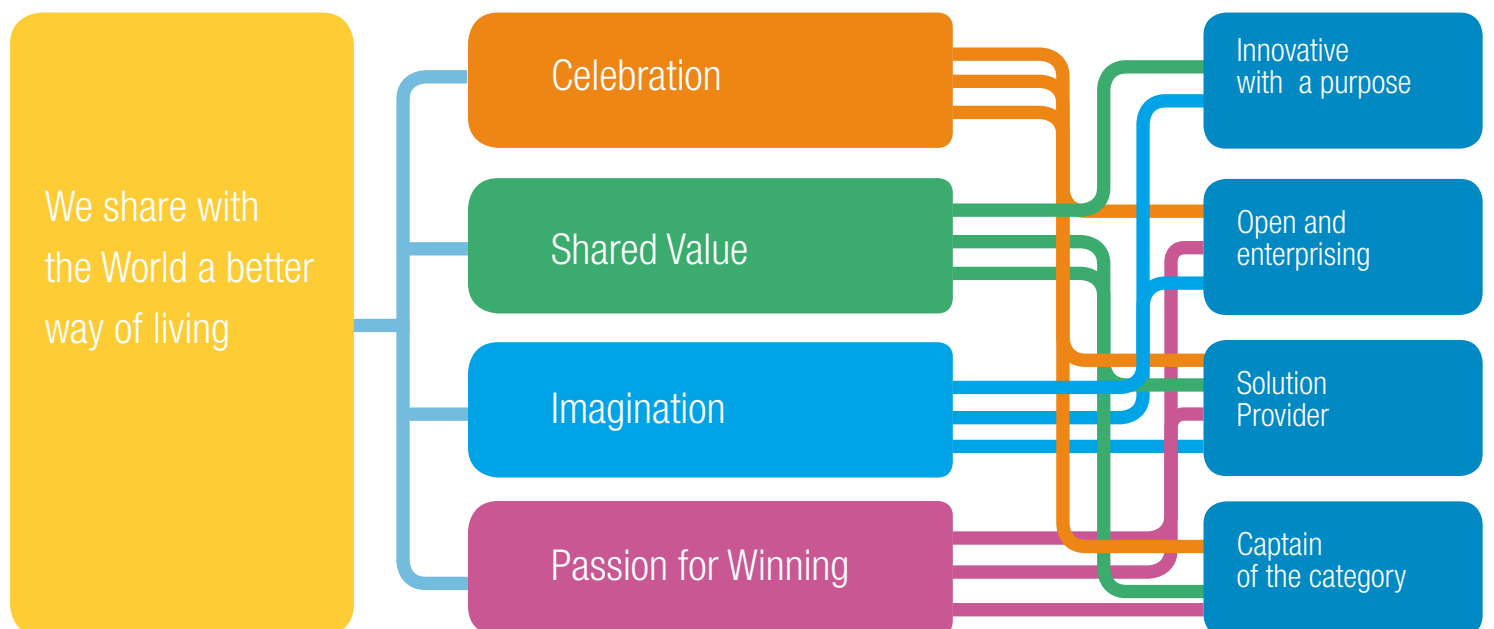 We share with
the World a better
way of living
Celebration
Shared Value
Imagination
Passion for Winning
Innovative
with a purpose
Open and
enterprising
Solution
Provider
Captain
of the category